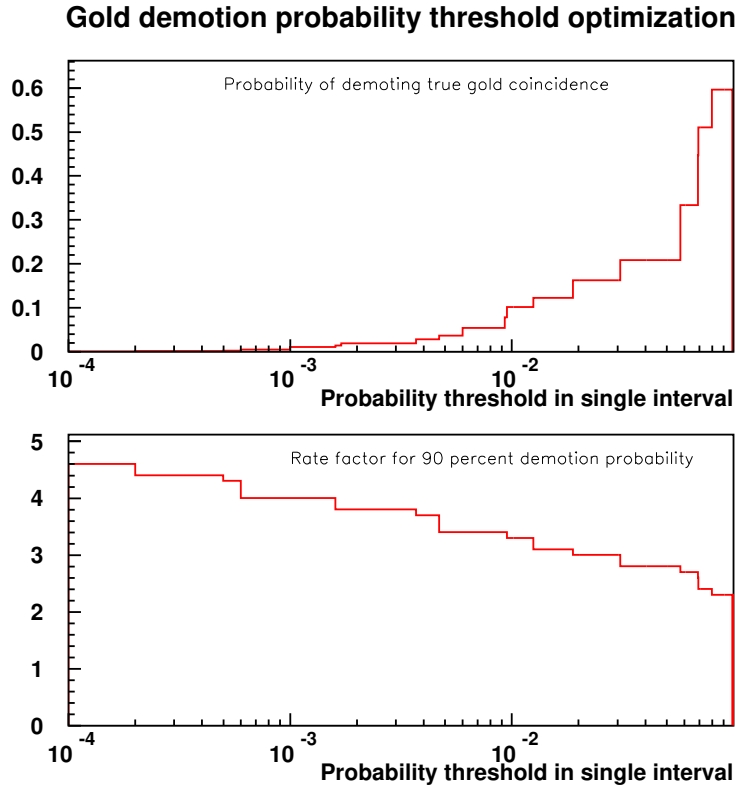 Gold demotion probability threshold optimization
Probability of demoting true gold coincidence
0.6
0.5
0.4
0.3
0.2
0.1
0
10^-4 10^-3 10^-2
Probability threshold in single interval
Rate factor for 90 percent demotion probability
5
4
3
2
1
0
10^-4 10^-3 10^-2
Probability threshold in single interval